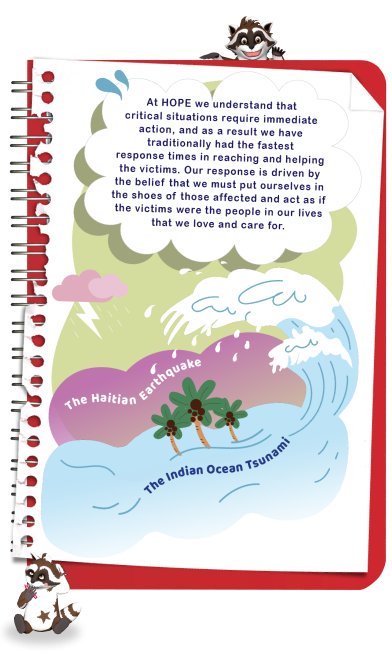 At HOPE we understand that
critical situations require immediate
action, and as a result we have
traditionally had the fastest
response times in reaching and helping
the victims. Our response is driven by
the belief that we must put ourselves in
the shoes of those affected and act as if
the victims were the people in our lives
that we love and care for.
The Haitian Earthquake
The Indian Ocean Tsunami